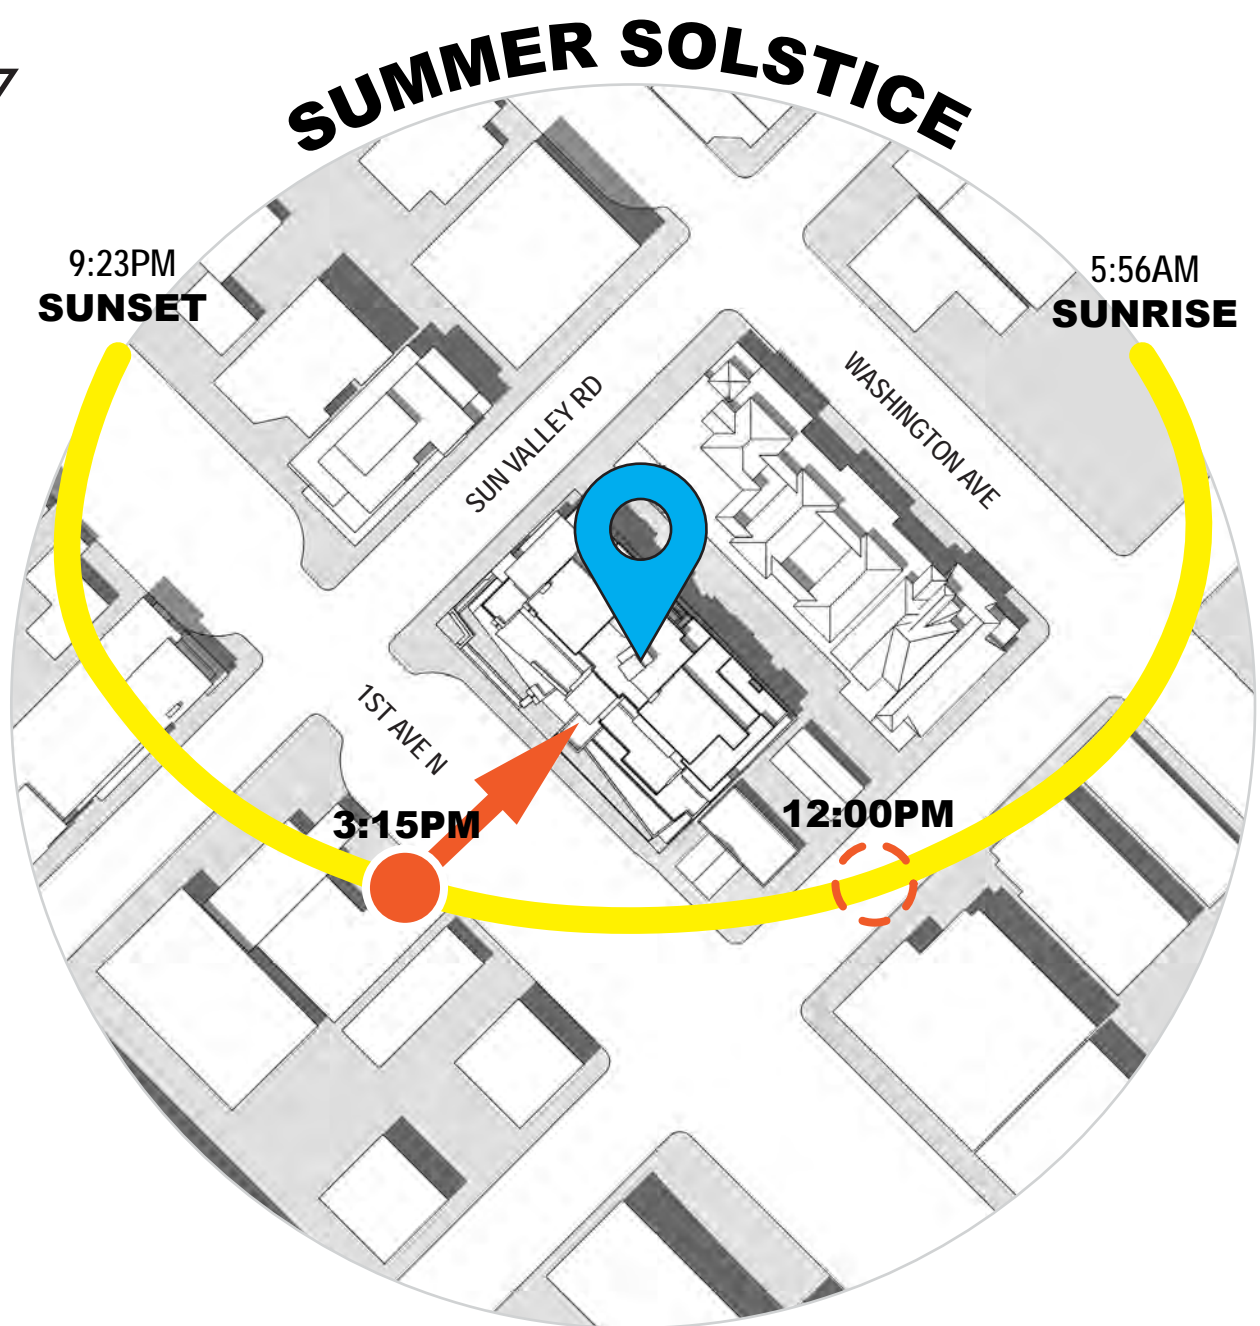 SUMMER SOLSTICE
9:23PM
SUNSET
5:56AM
SUNRISE
WASHINGTON AVE
SUN VALLEY RD
1ST AVE N
3:15PM
12:00PM